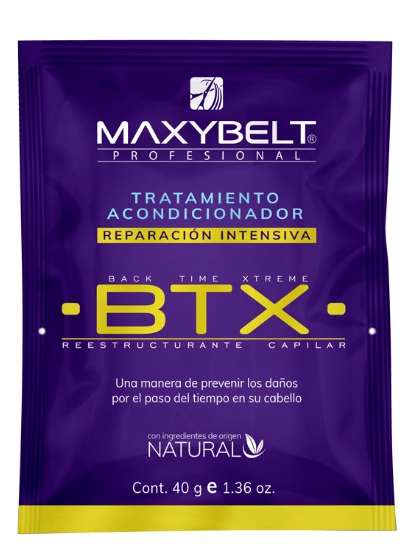 MAXYBELT®
PROFESIONAL
TRATAMIENTO
ACONDICIONADOR
REPARACIÓN INTENSIVA
BACK TIME XTREME
·BTX·
REESTRUCTURANTE CAPILAR
Una manera de prevenir los daños
por el paso del tiempo en su cabello
con ingredientes de origen
NATURAL
Cont. 40 g e 1.36 oz.